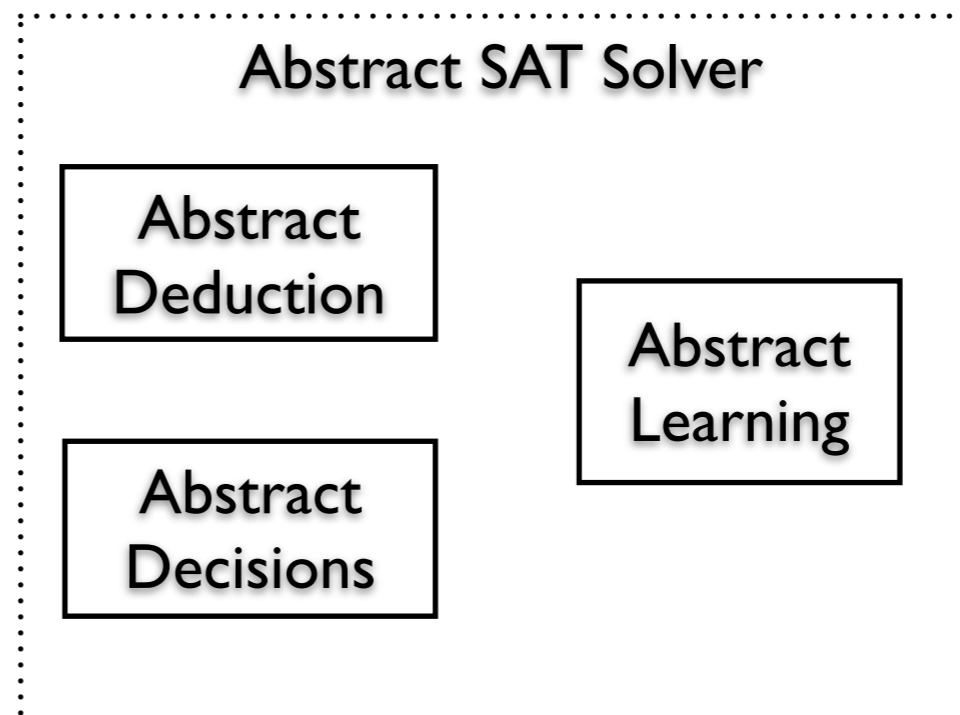 Abstract SAT Solver
Abstract
Deduction
Abstract
Learning
Abstract
Decisions